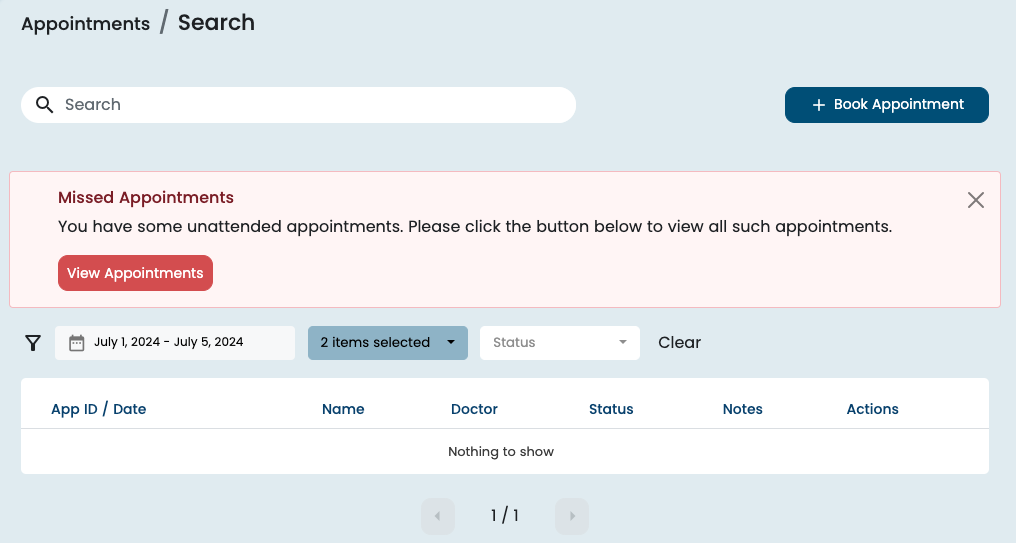 Appointments / Search
Search
+ Book Appointment
Missed Appointments
You have some unattended appointments. Please click the button below to view all such appointments.
View Appointments
July 1, 2024 - July 5, 2024
2 items selected
Status
Clear
App ID / Date Name Doctor Status Notes Actions
Nothing to show
1 / 1